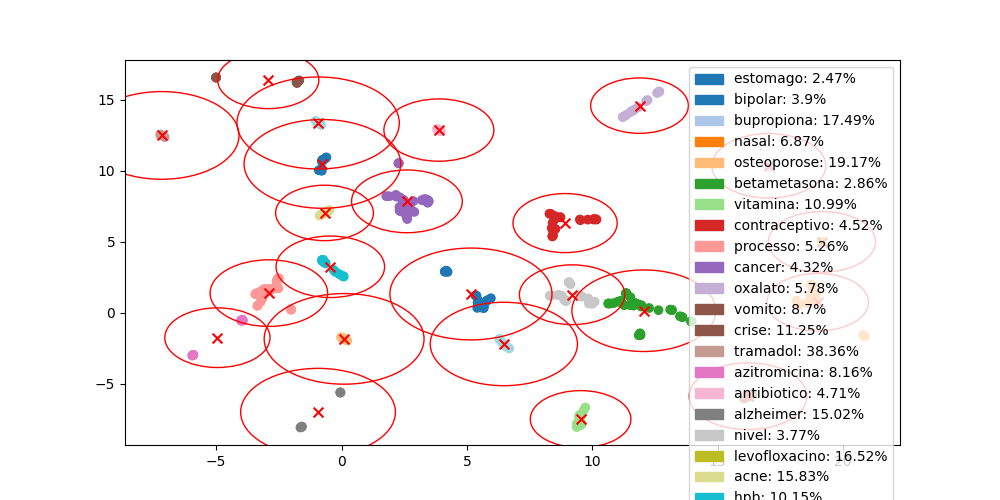 15
10
5
0
−5
−5
0
5
10
15
20
estomago: 2.47%
bipolar: 3.9%
bupropiona: 17.49%
nasal: 6.87%
osteoporose: 19.17%
betametasona: 2.86%
vitamina: 10.99%
contraceptivo: 4.52%
processo: 5.26%
cancer: 4.32%
oxalato: 5.78%
vomito: 8.7%
crise: 11.25%
tramadol: 38.36%
azitromicina: 8.16%
antibiotico: 4.71%
alzheimer: 15.02%
nivel: 3.77%
levofloxacino: 16.52%
acne: 15.83%
hpb: 10.15%